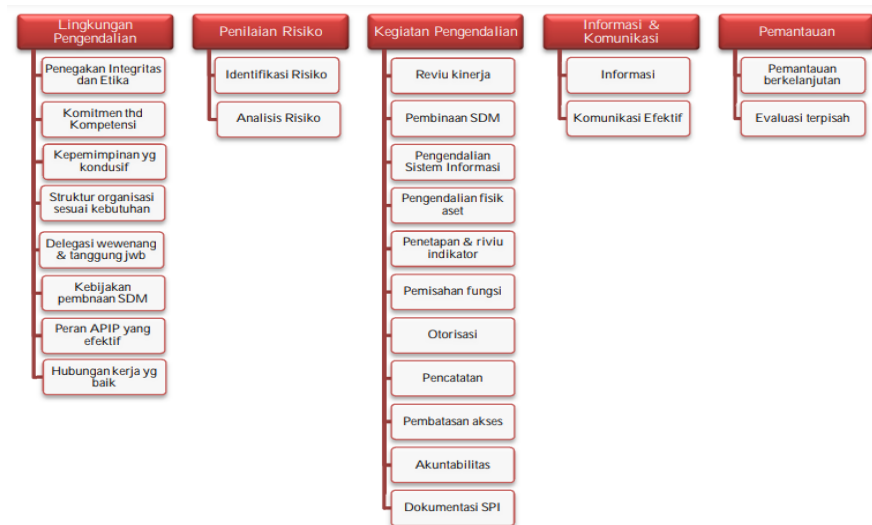 Lingkungan
Pengendalian
Penegakan Integritas
dan Etika
Komitmen thd
Kompetensi
Kepemimpinan yg
kondusif
Struktur organisasi
sesuai kebutuhan
Delegasi wewenang
& tanggung jwb
Kebijakan
pembnaan SDM
Peran APIP yang
efektif
Hubungan kerja yg
baik
Penilaian Risiko
Identifikasi Risiko
Analisis Risiko
Kegiatan Pengendalian
Reviu kinerja
Pembinaan SDM
Pengendalian
Sistem Informasi
Pengendalian fisik
aset
Penetapan & riviu
indikator
Pemisahan fungsi
Otorisasi
Pencatatan
Pembatasan akses
Akuntabilitas
Dokumentasi SPI
Informasi &
Komunikasi
Informasi
Komunikasi Efektif
Pemantauan
Pemantauan
berkelanjutan
Evaluasi terpisah